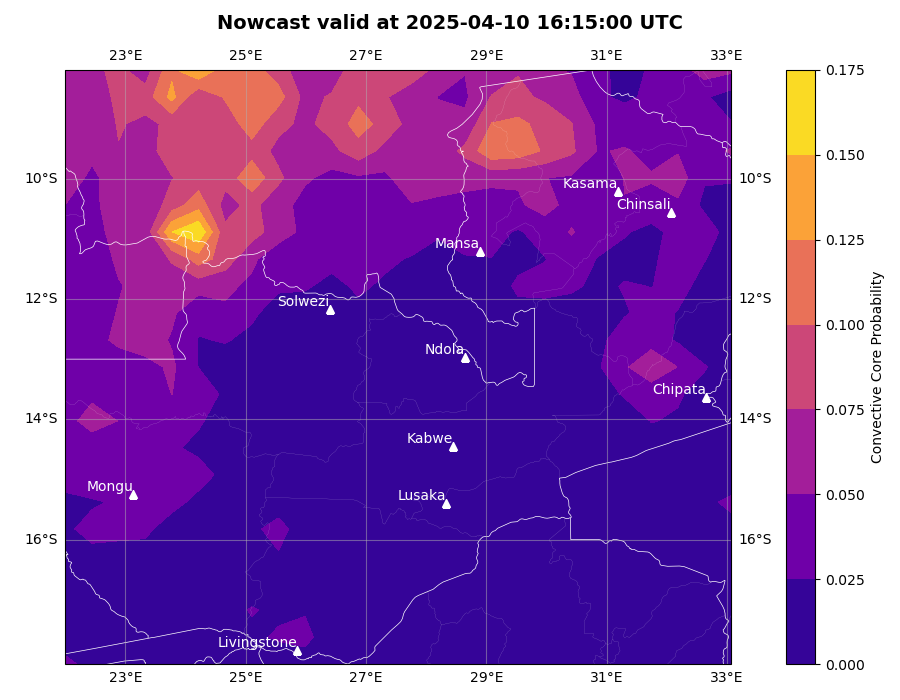 Nowcast valid at 2025-04-10 16:15:00 UTC
23°E 25°E 27°E 29°E 31°E 33°E
0.175
0.150
10°S 10°S
Kasama
Chinsali
0.125
Mansa
12°S 12°S
Solwezi
0.100
Ndola
Chipata
0.075
14°S 14°S
Kabwe
Mongu
Lusaka
0.050
16°S 16°S
0.025
Livingstone
0.000
23°E 25°E 27°E 29°E 31°E 33°E
Convective Core Probability